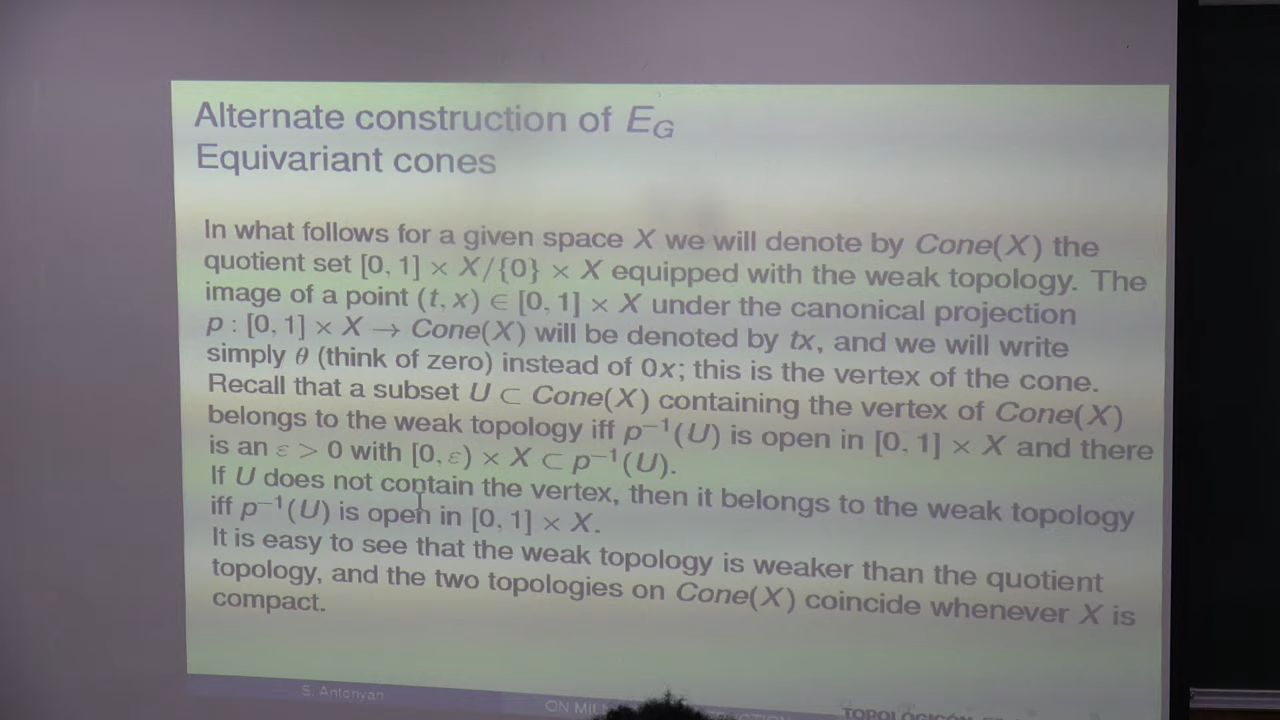 Alternate construction of E_G
Equivariant cones
In what follows for a given space X we will denote by Cone(X) the
quotient set [0, 1] × X/{0} × X equipped with the weak topology. The
image of a point (t, x) ∈ [0, 1] × X under the canonical projection
p : [0, 1] × X → Cone(X) will be denoted by tx, and we will write
simply θ (think of zero) instead of 0x; this is the vertex of the cone.
Recall that a subset U ⊂ Cone(X) containing the vertex of Cone(X)
belongs to the weak topology iff p⁻¹(U) is open in [0, 1] × X and there
is an ε > 0 with [0, ε) × X ⊂ p⁻¹(U).
If U does not contain the vertex, then it belongs to the weak topology
iff p⁻¹(U) is open in [0, 1] × X.
It is easy to see that the weak topology is weaker than the quotient
topology, and the two topologies on Cone(X) coincide whenever X is
compact.
S. Antonyan
ON